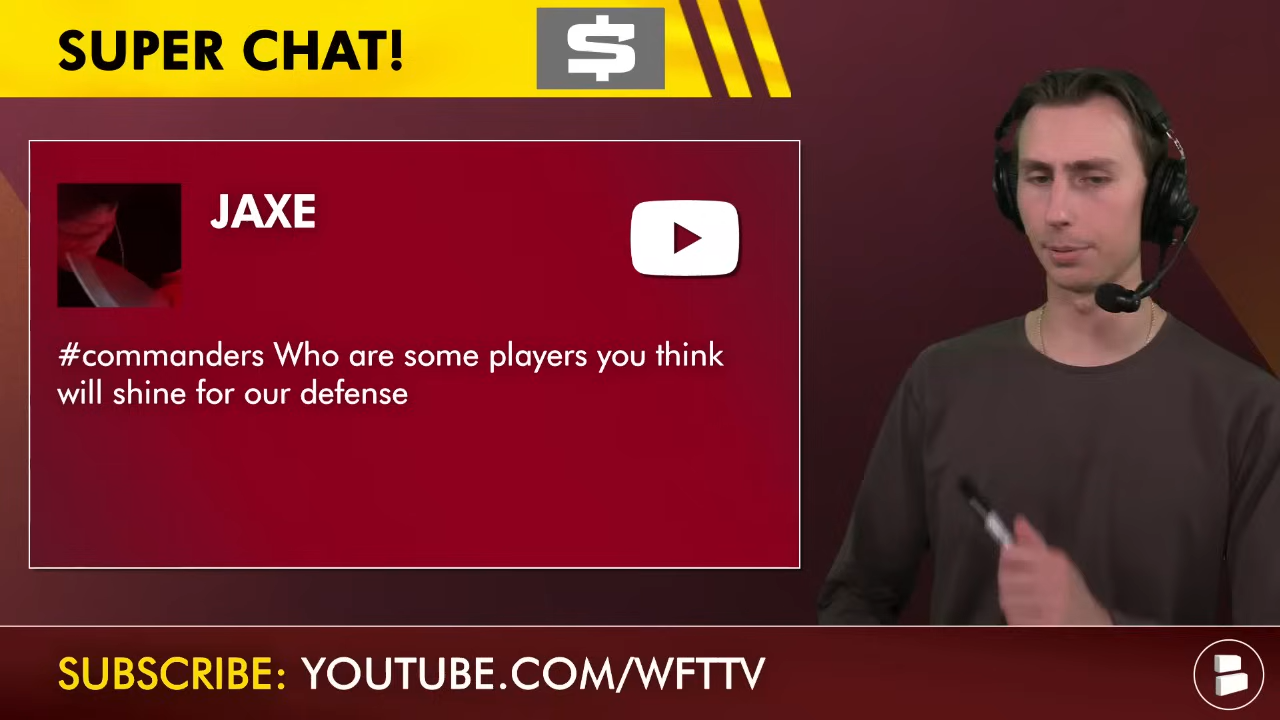 SUPER CHAT!
JAXE
#commanders Who are some players you think
will shine for our defense
SUBSCRIBE: YOUTUBE.COM/WFTTV